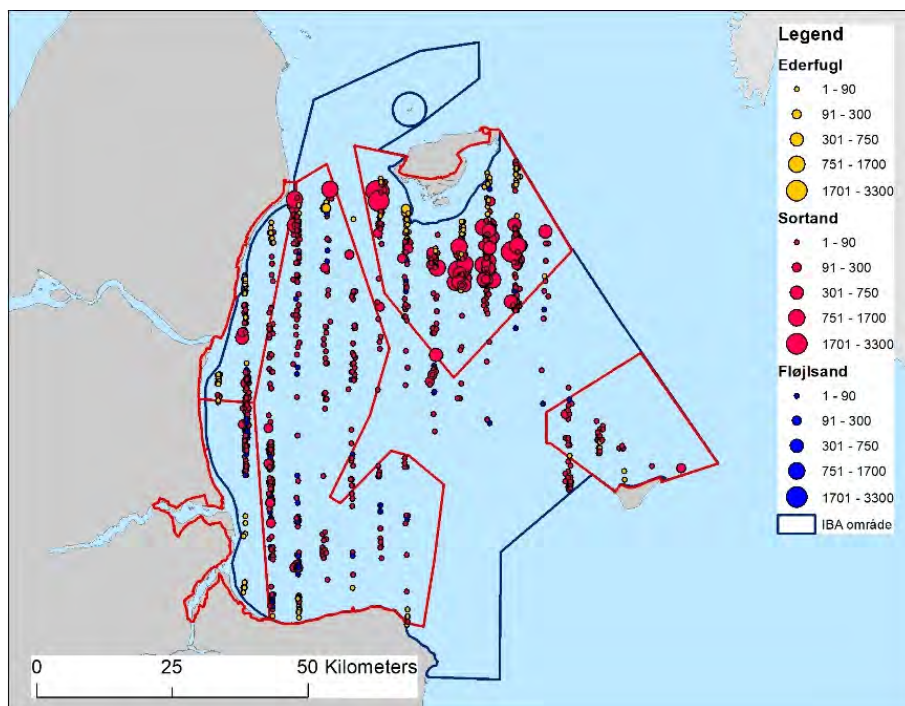 Legend
Ederfugl
1 - 90
91 - 300
301 - 750
751 - 1700
1701 - 3300
Sortand
1 - 90
91 - 300
301 - 750
751 - 1700
1701 - 3300
Fløjlsand
1 - 90
91 - 300
301 - 750
751 - 1700
1701 - 3300
IBA område
0 25 50 Kilometers